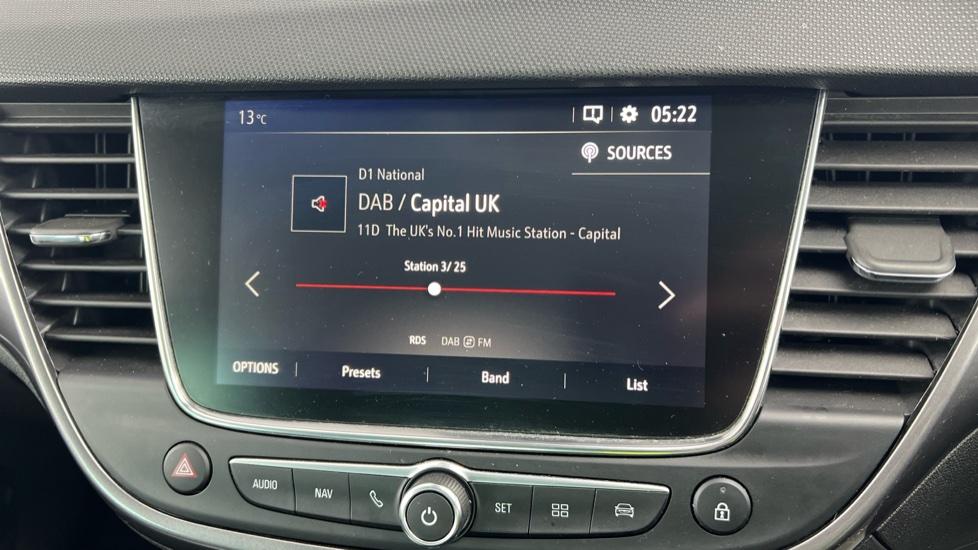 13 °C 05:22
SOURCES
D1 National
DAB / Capital UK
11D The UK's No.1 Hit Music Station - Capital
Station 3/ 25
RDS DAB FM
OPTIONS Presets Band List
AUDIO NAV SET